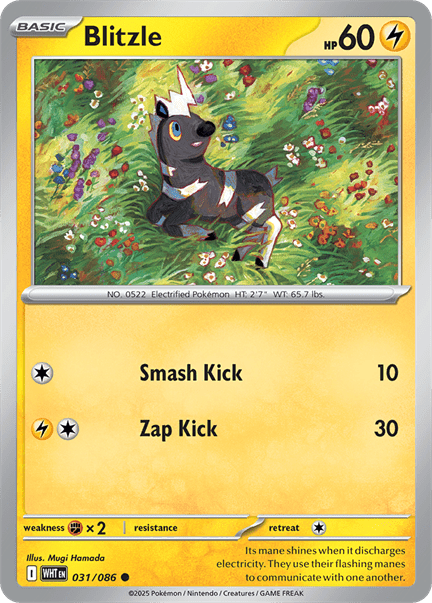 BASIC
Blitzle
HP 60
NO. 0522 Electrified Pokémon HT: 2'7" WT: 65.7 lbs.
Smash Kick 10
Zap Kick 30
weakness ×2 resistance retreat
Illus. Mugi Hamada
I WHT EN 031/086
Its mane shines when it discharges
electricity. They use their flashing manes
to communicate with one another.
©2025 Pokémon / Nintendo / Creatures / GAME FREAK